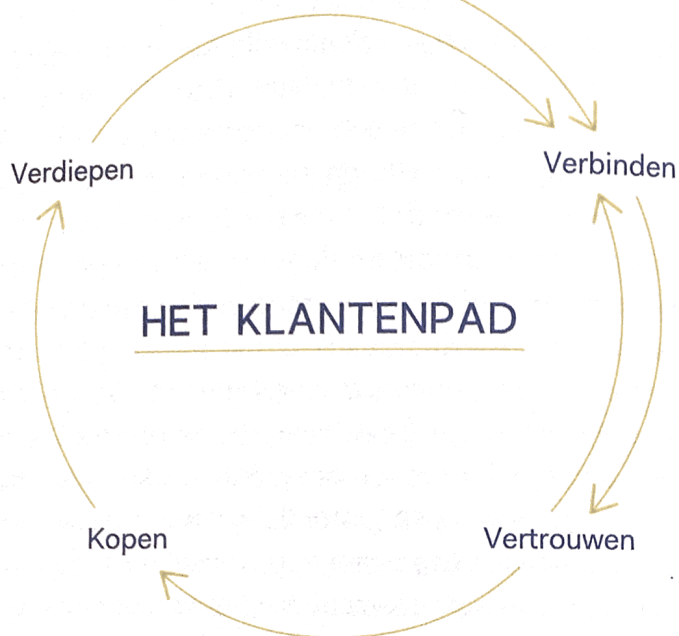 Verdiepen
Verbinden
HET KLANTENPAD
Kopen
Vertrouwen